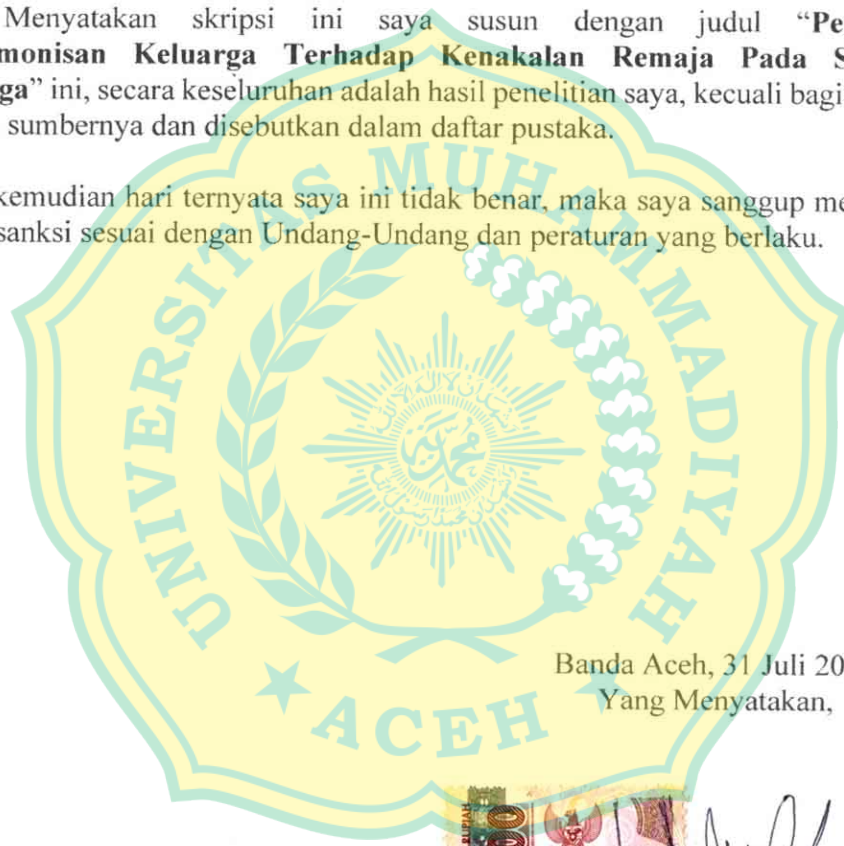 Menyatakan skripsi ini saya susun dengan judul “Pe
monisan Keluarga Terhadap Kenakalan Remaja Pada S
ga” ini, secara keseluruhan adalah hasil penelitian saya, kecuali bagi
sumbernya dan disebutkan dalam daftar pustaka.
kemudian hari ternyata saya ini tidak benar, maka saya sanggup me
sanksi sesuai dengan Undang-Undang dan peraturan yang berlaku.
UNIVERSITAS MUHAMMADIYAH
ACEH
محمد
Banda Aceh, 31 Juli 20
Yang Menyatakan,
RUPIAH